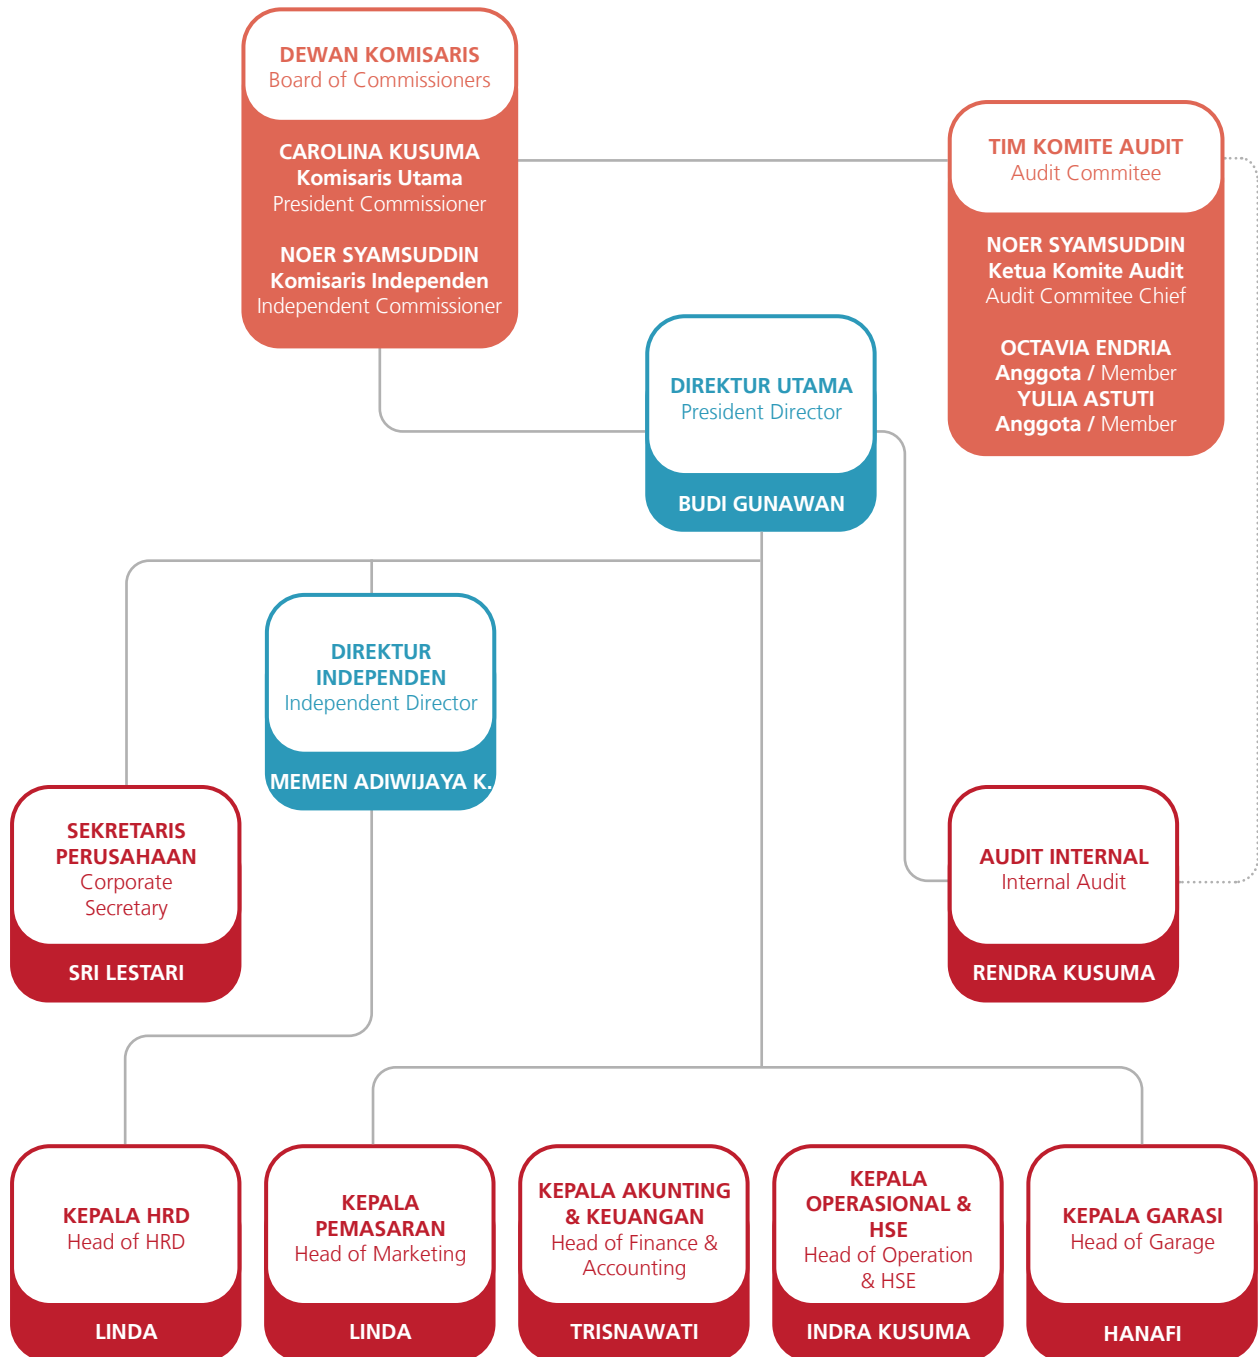 DEWAN KOMISARIS
Board of Commissioners
CAROLINA KUSUMA
Komisaris Utama
President Commissioner
NOER SYAMSUDDIN
Komisaris Independen
Independent Commissioner
TIM KOMITE AUDIT
Audit Commitee
NOER SYAMSUDDIN
Ketua Komite Audit
Audit Commitee Chief
OCTAVIA ENDRIA
Anggota / Member
YULIA ASTUTI
Anggota / Member
DIREKTUR UTAMA
President Director
BUDI GUNAWAN
DIREKTUR
INDEPENDEN
Independent Director
MEMEN ADIWIJAYA K.
SEKRETARIS
PERUSAHAAN
Corporate
Secretary
SRI LESTARI
AUDIT INTERNAL
Internal Audit
RENDRA KUSUMA
KEPALA HRD
Head of HRD
LINDA
KEPALA
PEMASARAN
Head of Marketing
LINDA
KEPALA AKUNTING
& KEUANGAN
Head of Finance &
Accounting
TRISNAWATI
KEPALA
OPERASIONAL &
HSE
Head of Operation
& HSE
INDRA KUSUMA
KEPALA GARASI
Head of Garage
HANAFI